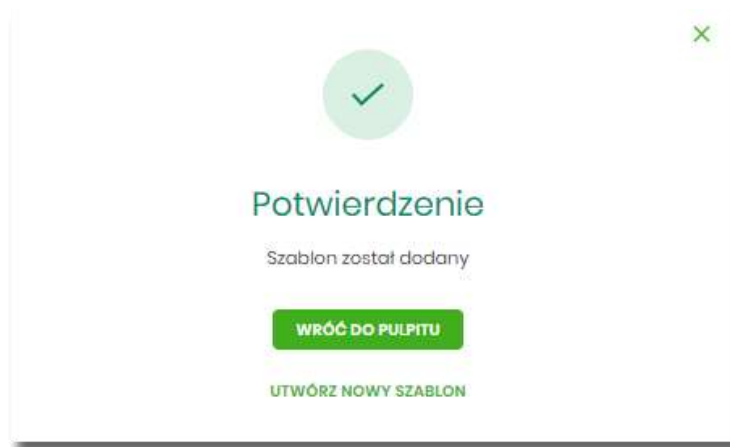 Potwierdzenie
Szablon został dodany
WRÓĆ DO PULPITU
UTWÓRZ NOWY SZABLON